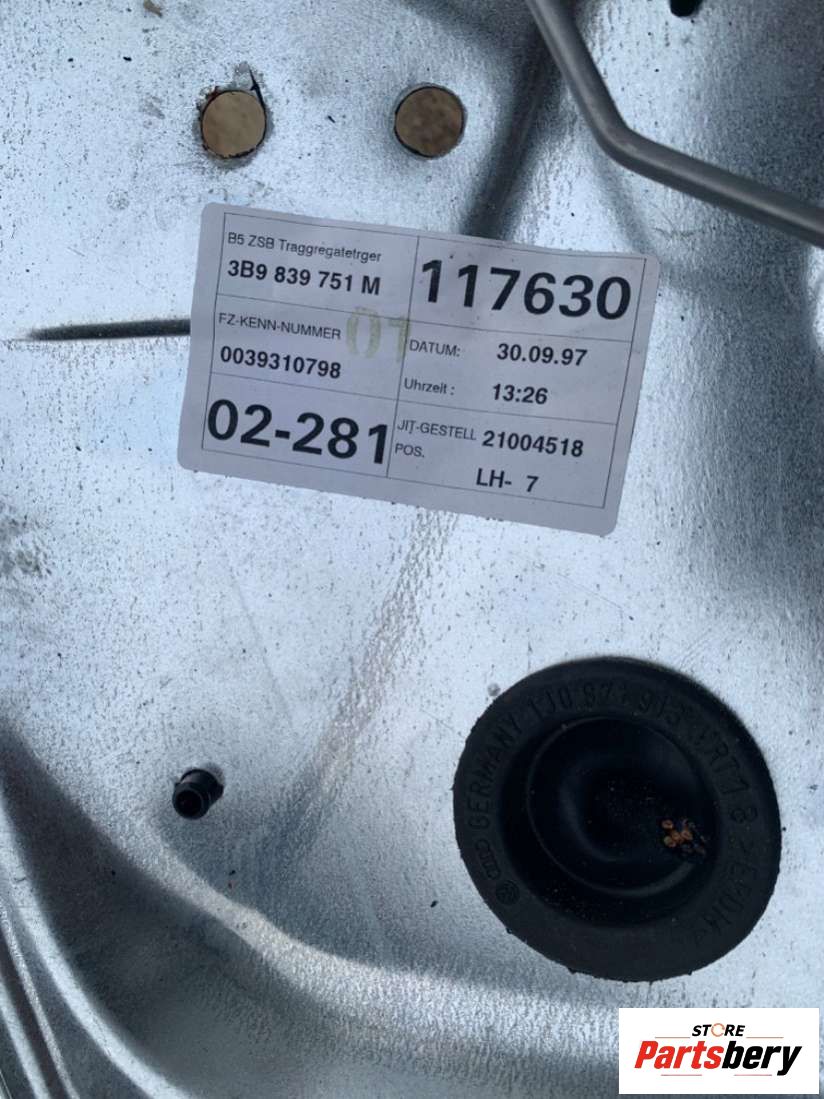 B5 ZSB Traggregatetrger
3B9 839 751 M
117630
FZ-KENN-NUMMER
01
0039310798
DATUM: 30.09.97
Uhrzeit : 13:26
02-281
JIT-GESTELL 21004518
POS.
LH- 7
GERMANY 1J0
STORE
Partsbery